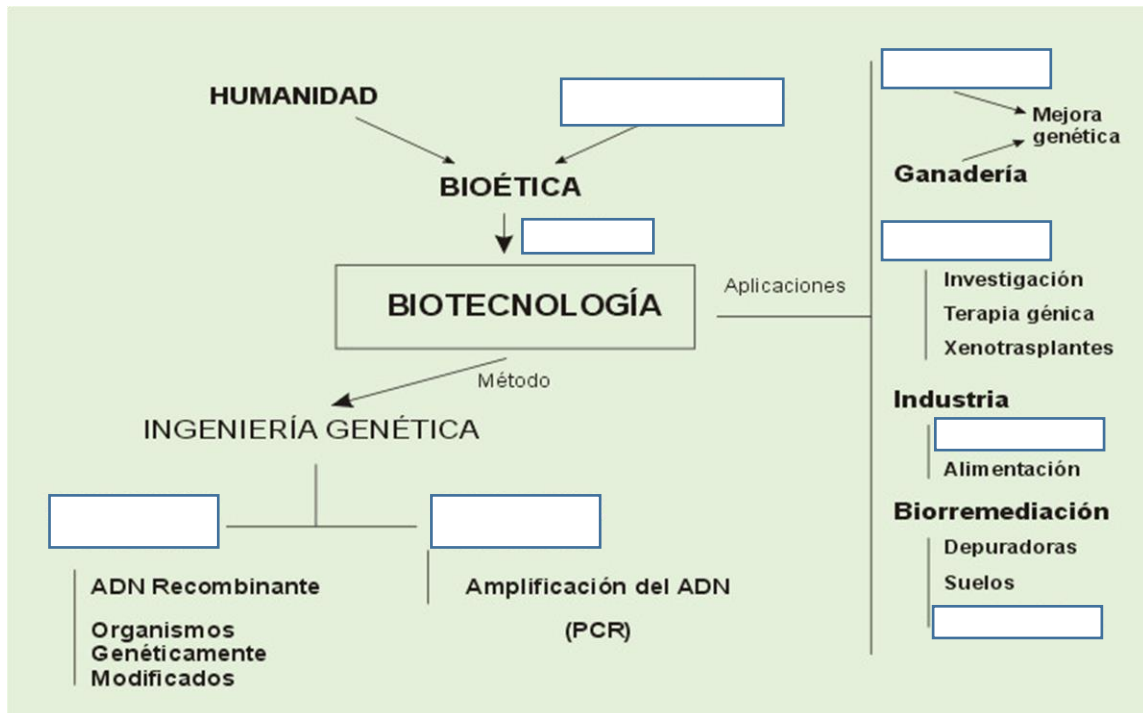 HUMANIDAD
BIOÉTICA
BIOTECNOLOGÍA
Método
INGENIERÍA GENÉTICA
ADN Recombinante
Organismos
Genéticamente
Modificados
Amplificación del ADN
(PCR)
Aplicaciones
Mejora
genética
Ganadería
Investigación
Terapia génica
Xenotrasplantes
Industria
Alimentación
Biorremediación
Depuradoras
Suelos